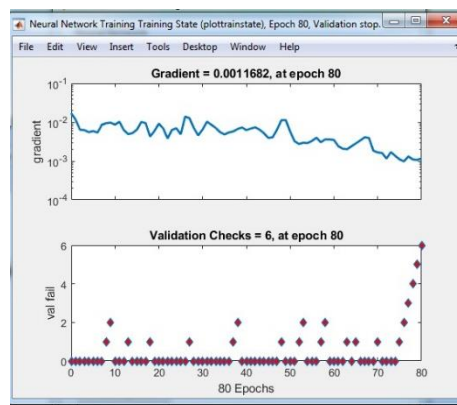 Neural Network Training Training State (plottrainstate), Epoch 80, Validation stop.
File Edit View Insert Tools Desktop Window Help
Gradient = 0.0011682, at epoch 80
10-1
10-2
10-3
10-4
gradient
Validation Checks = 6, at epoch 80
6
4
2
0
val fail
0 10 20 30 40 50 60 70 80
80 Epochs